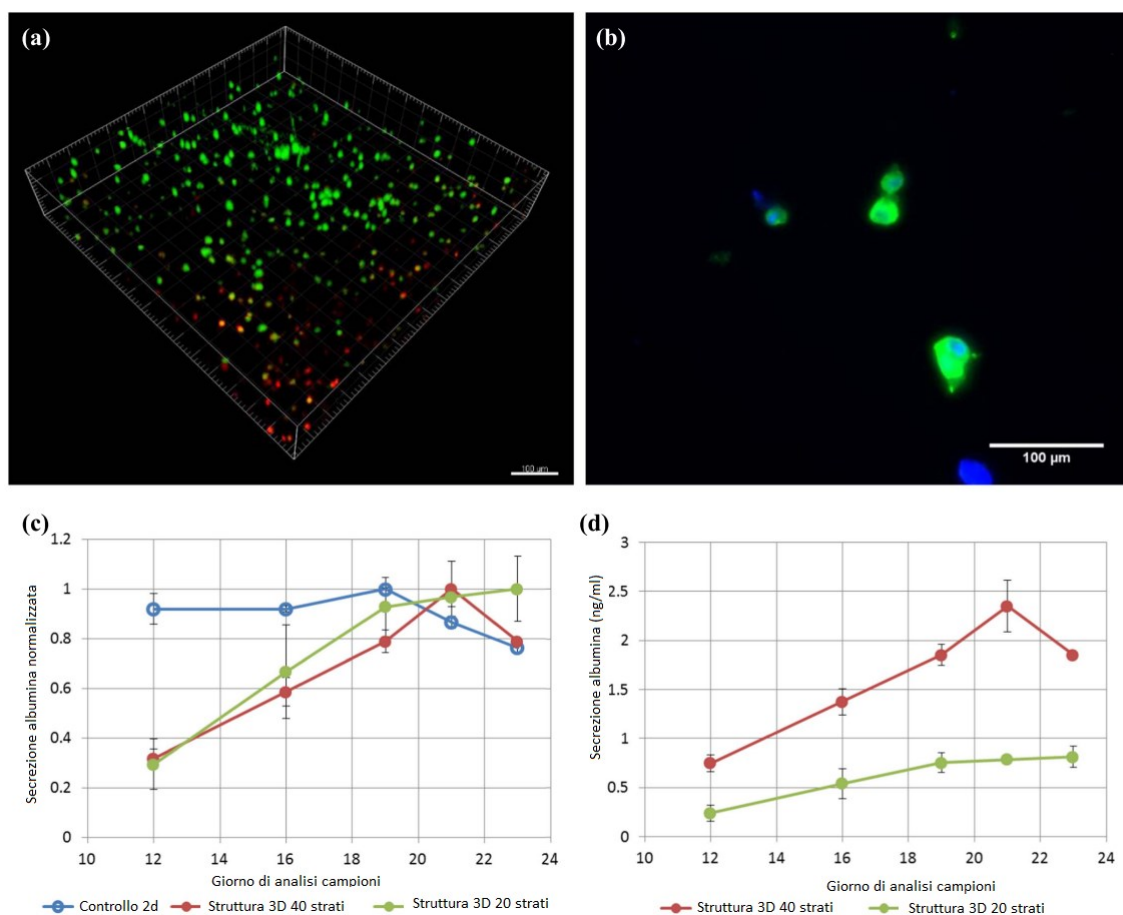 (a)
100 μm
(b)
100 μm
(c)
Secrezione albumina normalizzata
1.2
1
0.8
0.6
0.4
0.2
0
10 12 14 16 18 20 22 24
Giorno di analisi campioni
Controllo 2d Struttura 3D 40 strati Struttura 3D 20 strati
(d)
Secrezione albumina (ng/ml)
3
2.5
2
1.5
1
0.5
0
10 12 14 16 18 20 22 24
Giorno di analisi campioni
Struttura 3D 40 strati Struttura 3D 20 strati